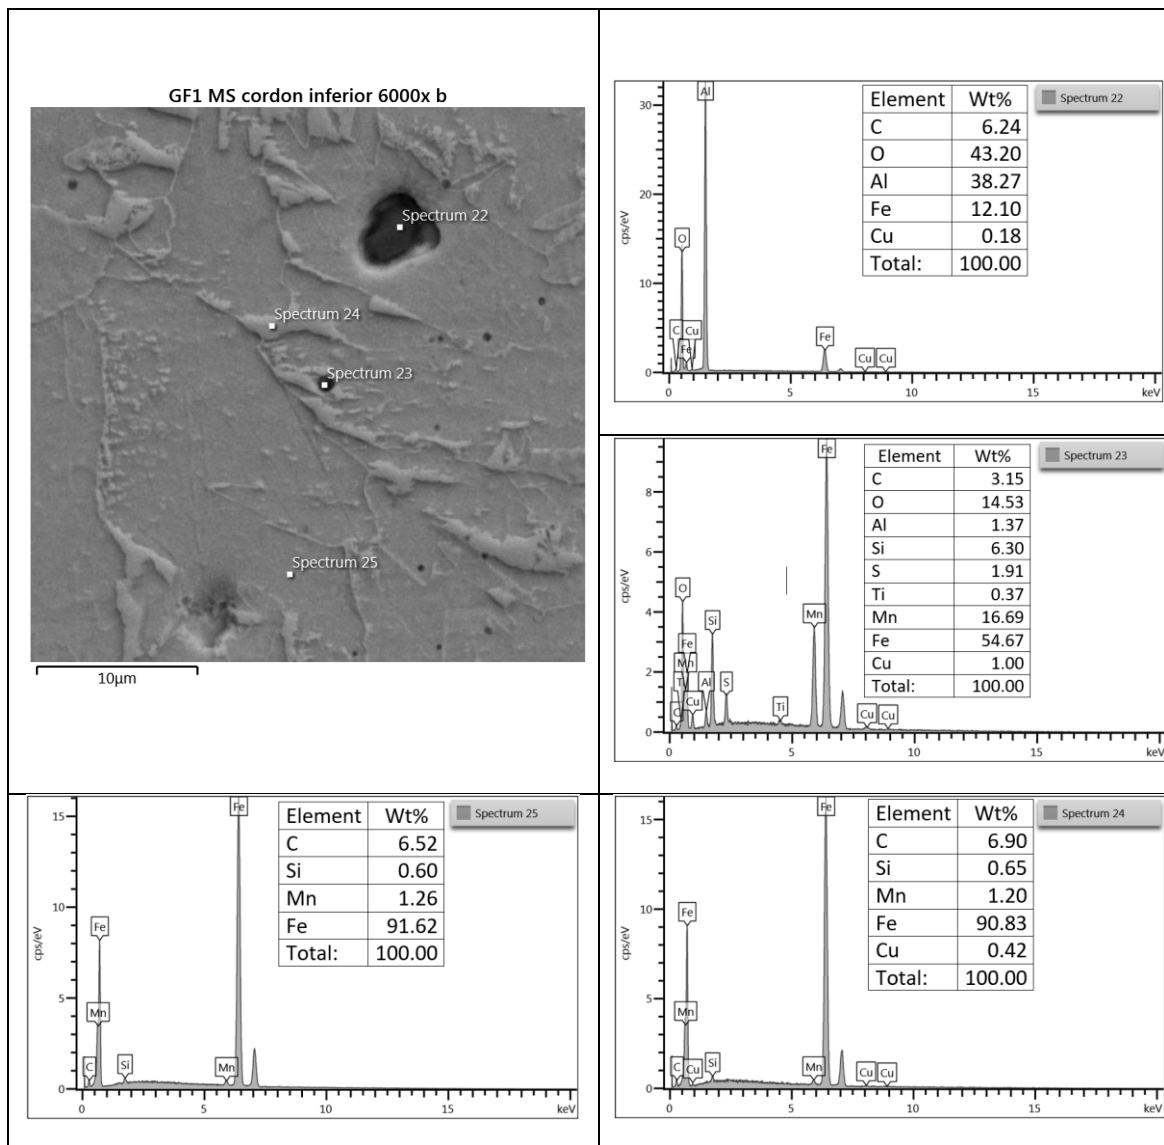 GF1 MS cordon inferior 6000x b
Spectrum 22
Spectrum 24
Spectrum 23
Spectrum 25
10µm
Spectrum 22
Element Wt%
C 6.24
O 43.20
Al 38.27
Fe 12.10
Cu 0.18
Total: 100.00
cps/eV
30
20
10
0
Al
O
C Cu
Fe
Fe
Cu Cu
0 5 10 15 keV
Spectrum 23
Element Wt%
C 3.15
O 14.53
Al 1.37
Si 6.30
S 1.91
Ti 0.37
Mn 16.69
Fe 54.67
Cu 1.00
Total: 100.00
cps/eV
8
6
4
2
0
Fe
O
Mn
Si
Fe
Mn
Al S
Cu
C
Ti
Cu Cu
0 5 10 15 keV
Spectrum 25
Element Wt%
C 6.52
Si 0.60
Mn 1.26
Fe 91.62
Total: 100.00
cps/eV
15
10
5
0
Fe
Fe
Mn
C Si Mn
0 5 10 15 keV
Spectrum 24
Element Wt%
C 6.90
Si 0.65
Mn 1.20
Fe 90.83
Cu 0.42
Total: 100.00
cps/eV
15
10
5
0
Fe
Fe
Mn
C Cu Si Mn Cu Cu
0 5 10 15 keV